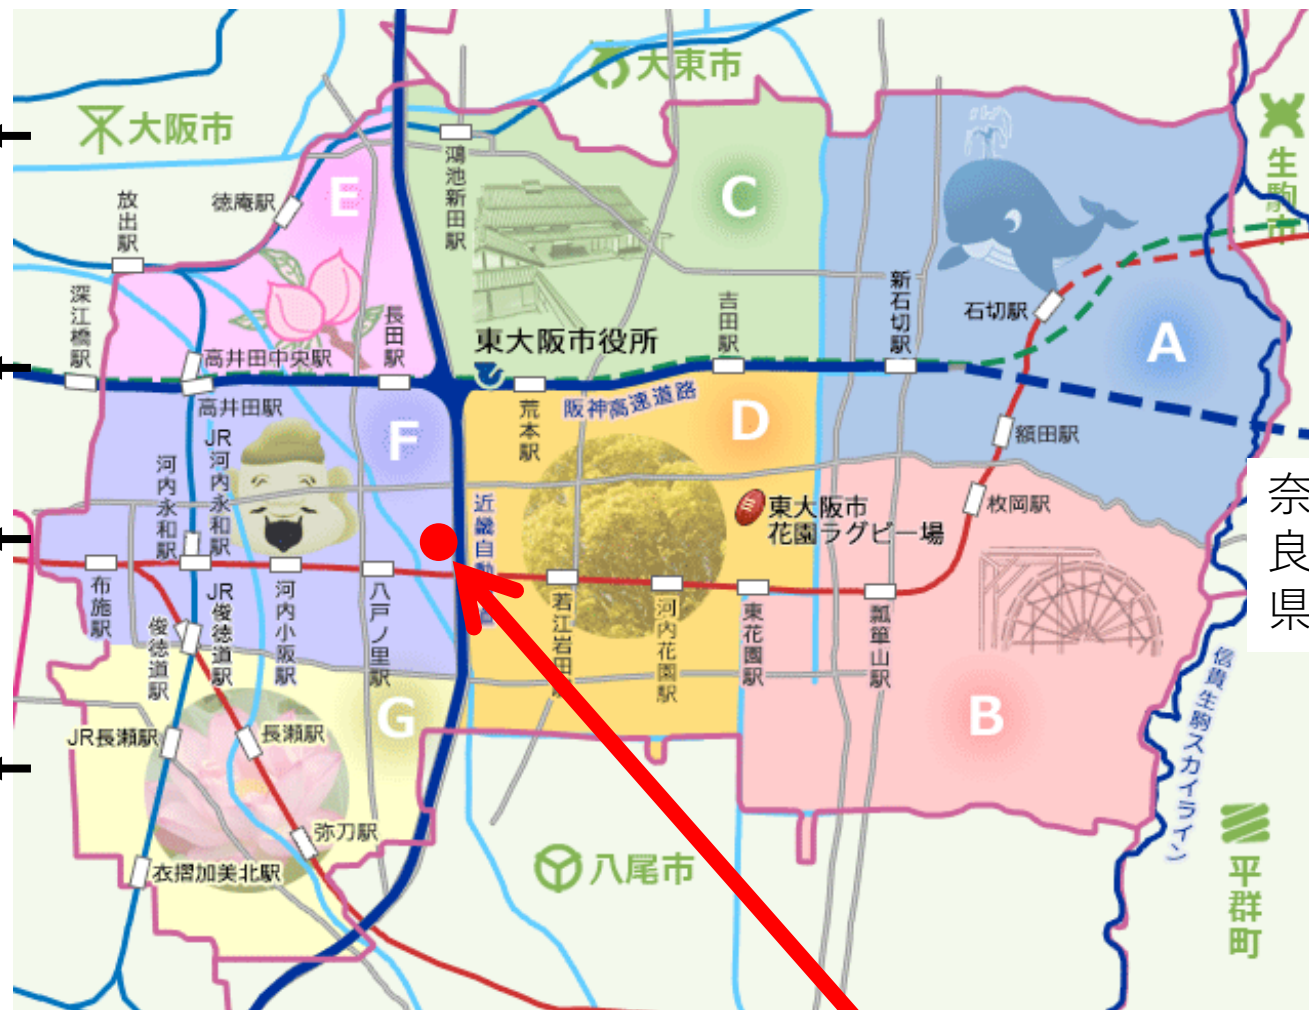 大東市
大阪市
生駒市
鴻池新田駅
徳庵駅
E
C
放出駅
深江橋駅
長田駅
吉田駅
新石切駅
石切駅
A
東大阪市役所
高井田中央駅
高井田駅
荒本駅
阪神高速道路
D
F
額田駅
JR河内永和駅
河内永和駅
近畿自動
枚岡駅
東大阪市
花園ラグビー場
奈良県
布施駅
JR俊徳道駅
俊徳道駅
河内小阪駅
八戸ノ里駅
若江岩田
河内花園駅
東花園駅
瓢箪山駅
信貴生駒スカイライン
G
B
JR長瀬駅
長瀬駅
弥刀駅
衣摺加美北駅
八尾市
平群町